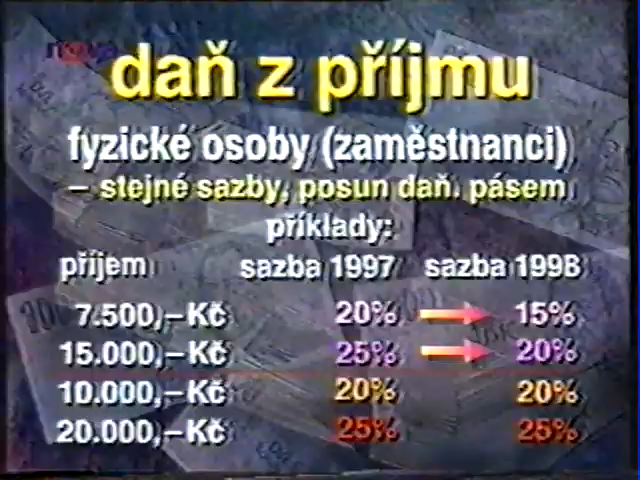 nova
daň z příjmu
fyzické osoby (zaměstnanci)
– stejné sazby, posun daň. pásem
příklady:
příjem sazba 1997 sazba 1998
7.500,–Kč 20% 15%
15.000,–Kč 25% 20%
10.000,–Kč 20% 20%
20.000,–Kč 25% 25%